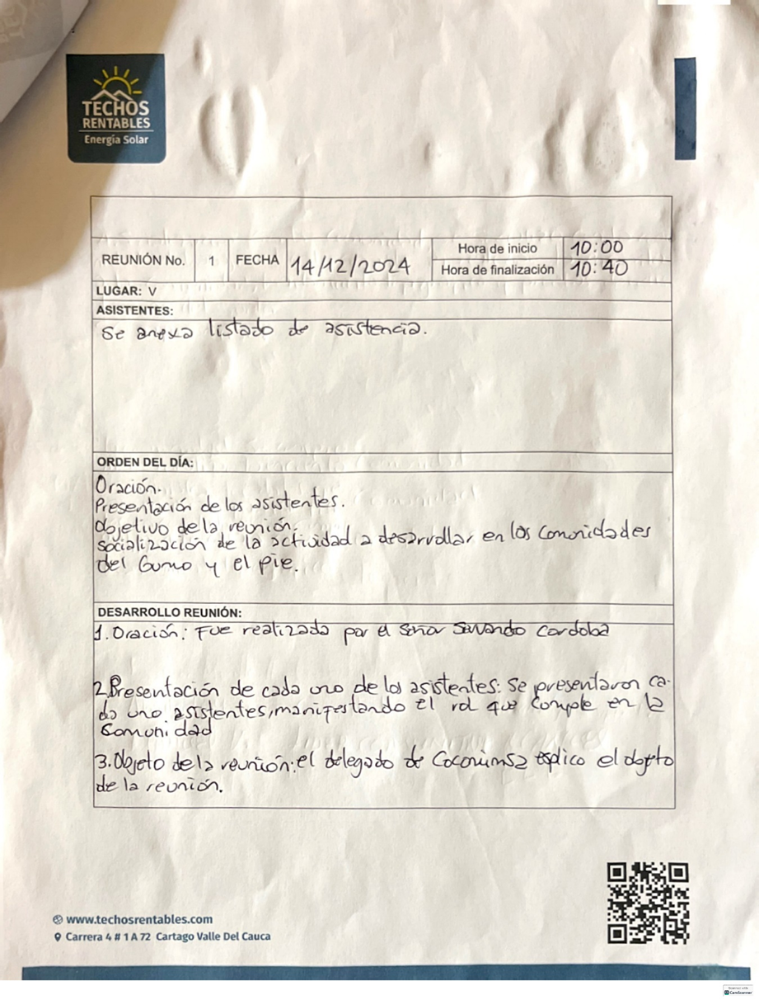 TECHOS
RENTABLES
Energía Solar
REUNIÓN No. 1 FECHA 14/12/2024 Hora de inicio 10:00
Hora de finalización 10:40
LUGAR: V
ASISTENTES:
Se anexa listado de asistencia.
ORDEN DEL DÍA:
Oración.
Presentación de los asistentes.
Objetivo de la reunión.
socialización de la actividad a desarrollar en las Comunidades
del Gumo y el pie.
DESARROLLO REUNIÓN:
1. Oración: Fue realizada por el señor Servando Cordoba
2. Presentación de cada uno de los asistentes: Se presentaron ca-
da uno asistentes, manifestando el rol que cumple en la
Comunidad
3. Objeto de la reunión: el delegado de Coconimsa explico el objeto
de la reunión.
www.techosrentables.com
Carrera 4 # 1 A 72 Cartago Valle Del Cauca
CamScanner